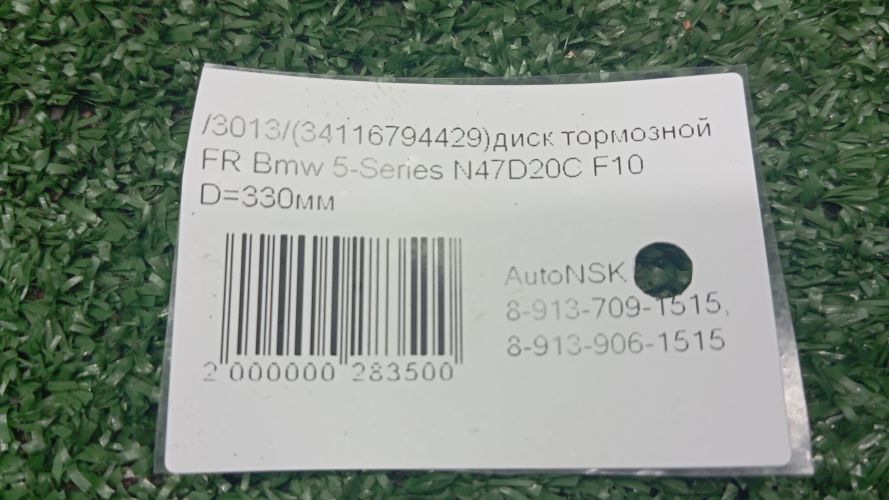 /3013/(34116794429)диск тормозной
FR Bmw 5-Series N47D20C F10
D=330мм
AutoNSK
8-913-709-1515,
8-913-906-1515
2 000000 283500